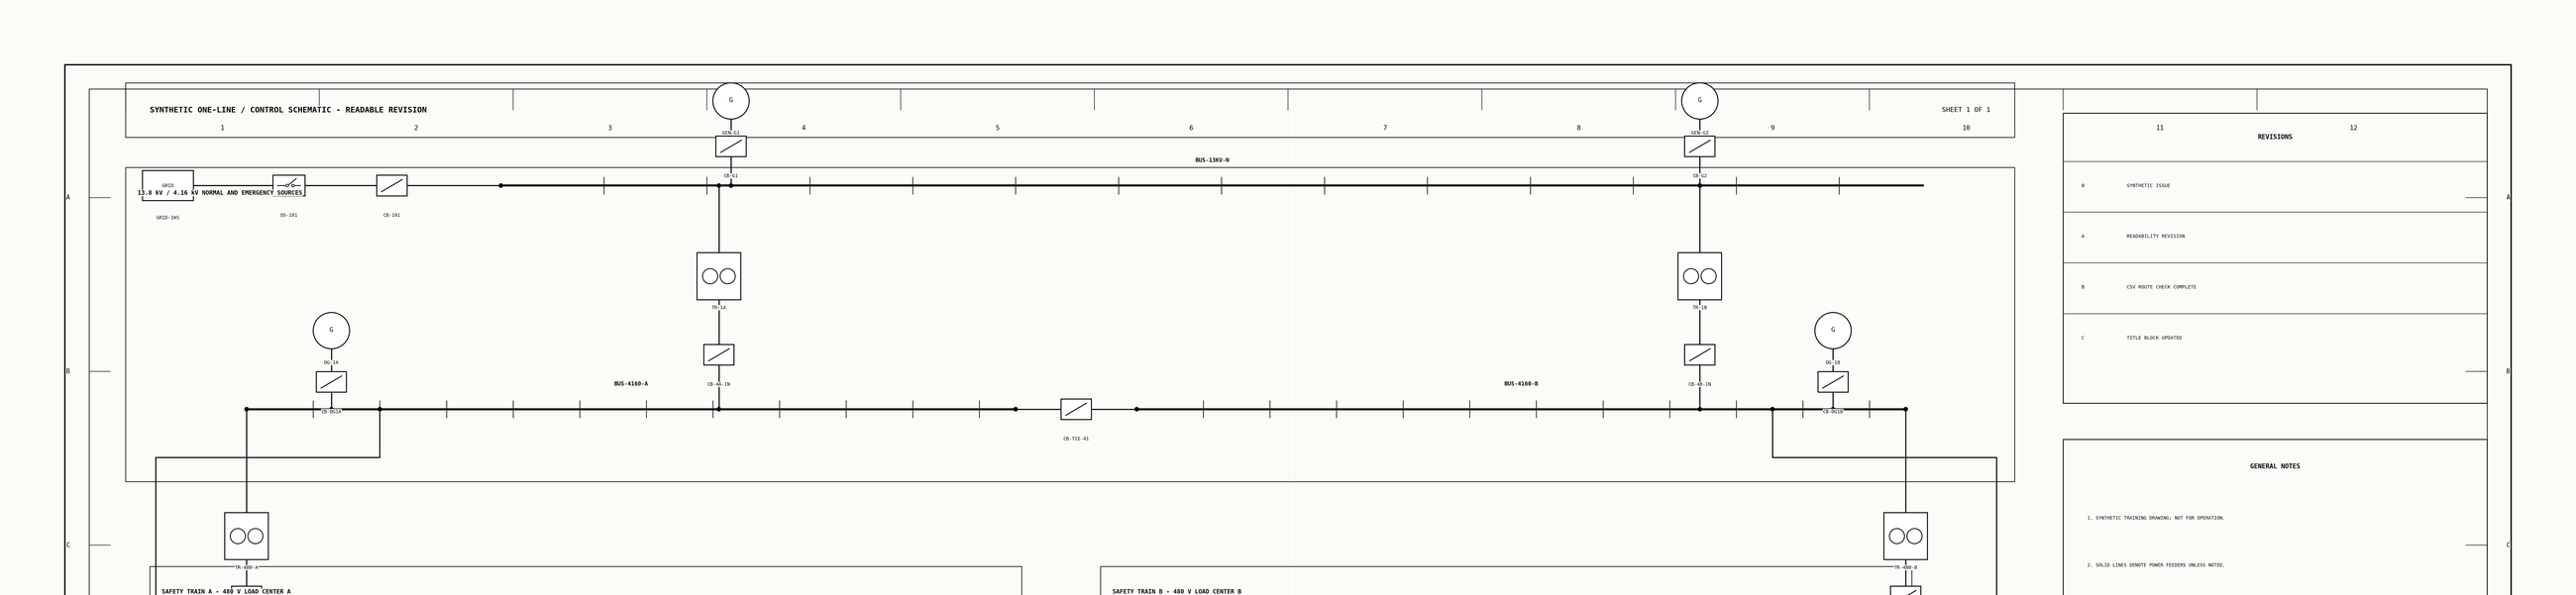 G
G
SYNTHETIC ONE-LINE / CONTROL SCHEMATIC - READABLE REVISION
SHEET 1 OF 1
1 2 3 4 5 6 7 8 9 10 11 12
GEN-G1
GEN-G2
REVISIONS
BUS-13KV-N
CB-G1
CB-G2
GRID
0 SYNTHETIC ISSUE
13.8 kV / 4.16 kV NORMAL AND EMERGENCY SOURCES
A
A
GRID-345
DS-101
CB-101
A READABILITY REVISION
B CSV ROUTE CHECK COMPLETE
TR-1A
TR-1B
G
G
C TITLE BLOCK UPDATED
DG-1A
DG-1B
B
B
BUS-4160-A
CB-4A-IN
BUS-4160-B
CB-4B-IN
CB-DG1A
CB-DG1B
CB-TIE-41
GENERAL NOTES
1. SYNTHETIC TRAINING DRAWING; NOT FOR OPERATION.
C
C
2. SOLID LINES DENOTE POWER FEEDERS UNLESS NOTED.
TR-480-A
TR-480-B
SAFETY TRAIN A - 480 V LOAD CENTER A
SAFETY TRAIN B - 480 V LOAD CENTER B